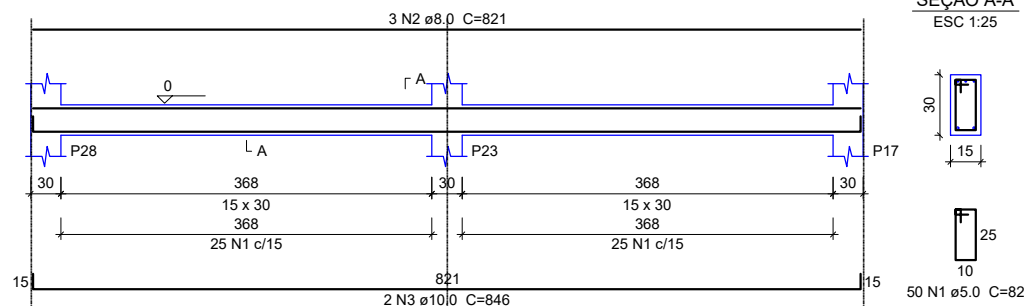 3 N2 ø8.0 C=821
SEÇÃO A-A
ESC 1:25
A
0
30
A
P28
P23
P17
15
30
368
30
368
30
15 x 30
15 x 30
368
368
25 N1 c/15
25 N1 c/15
25
10
15
821
15
2 N3 ø10.0 C=846
50 N1 ø5.0 C=82